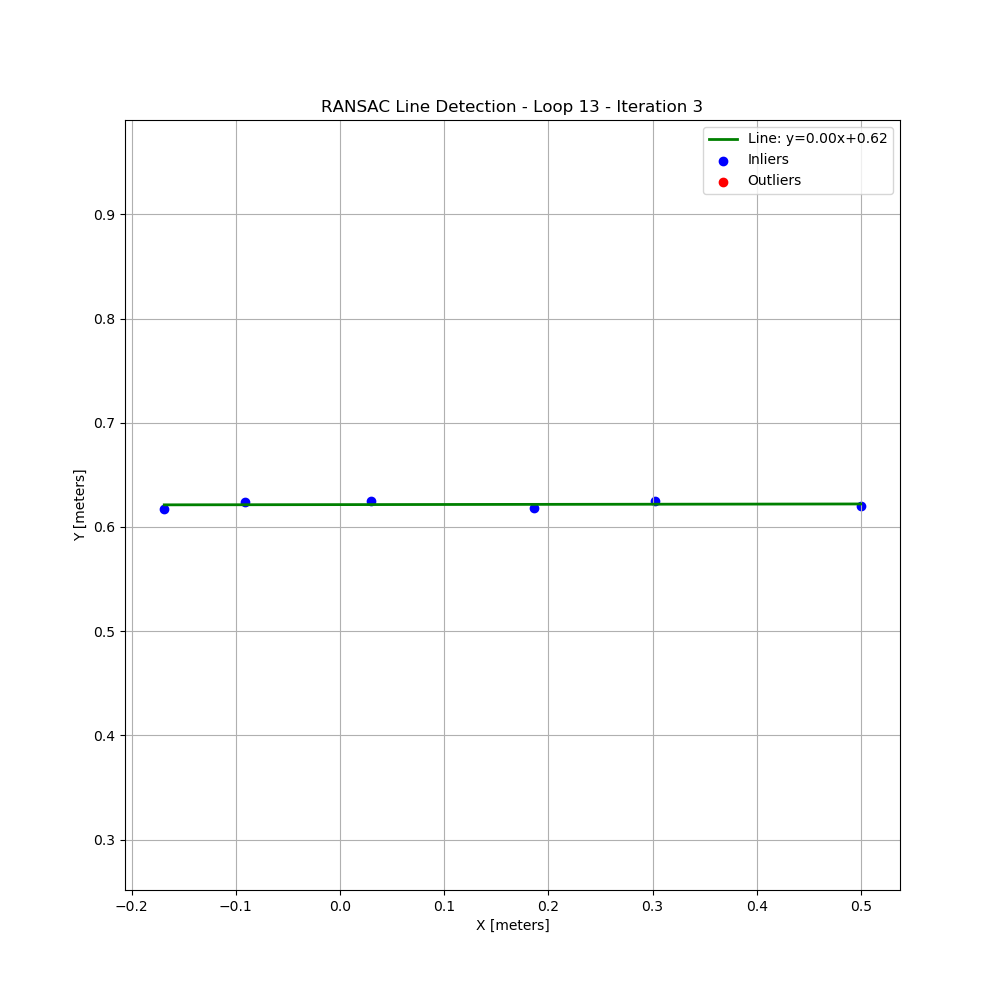 RANSAC Line Detection - Loop 13 - Iteration 3
Line: y=0.00x+0.62
Inliers
Outliers
0.9
0.8
0.7
0.6
0.5
0.4
0.3
Y [meters]
−0.2 −0.1 0.0 0.1 0.2 0.3 0.4 0.5
X [meters]